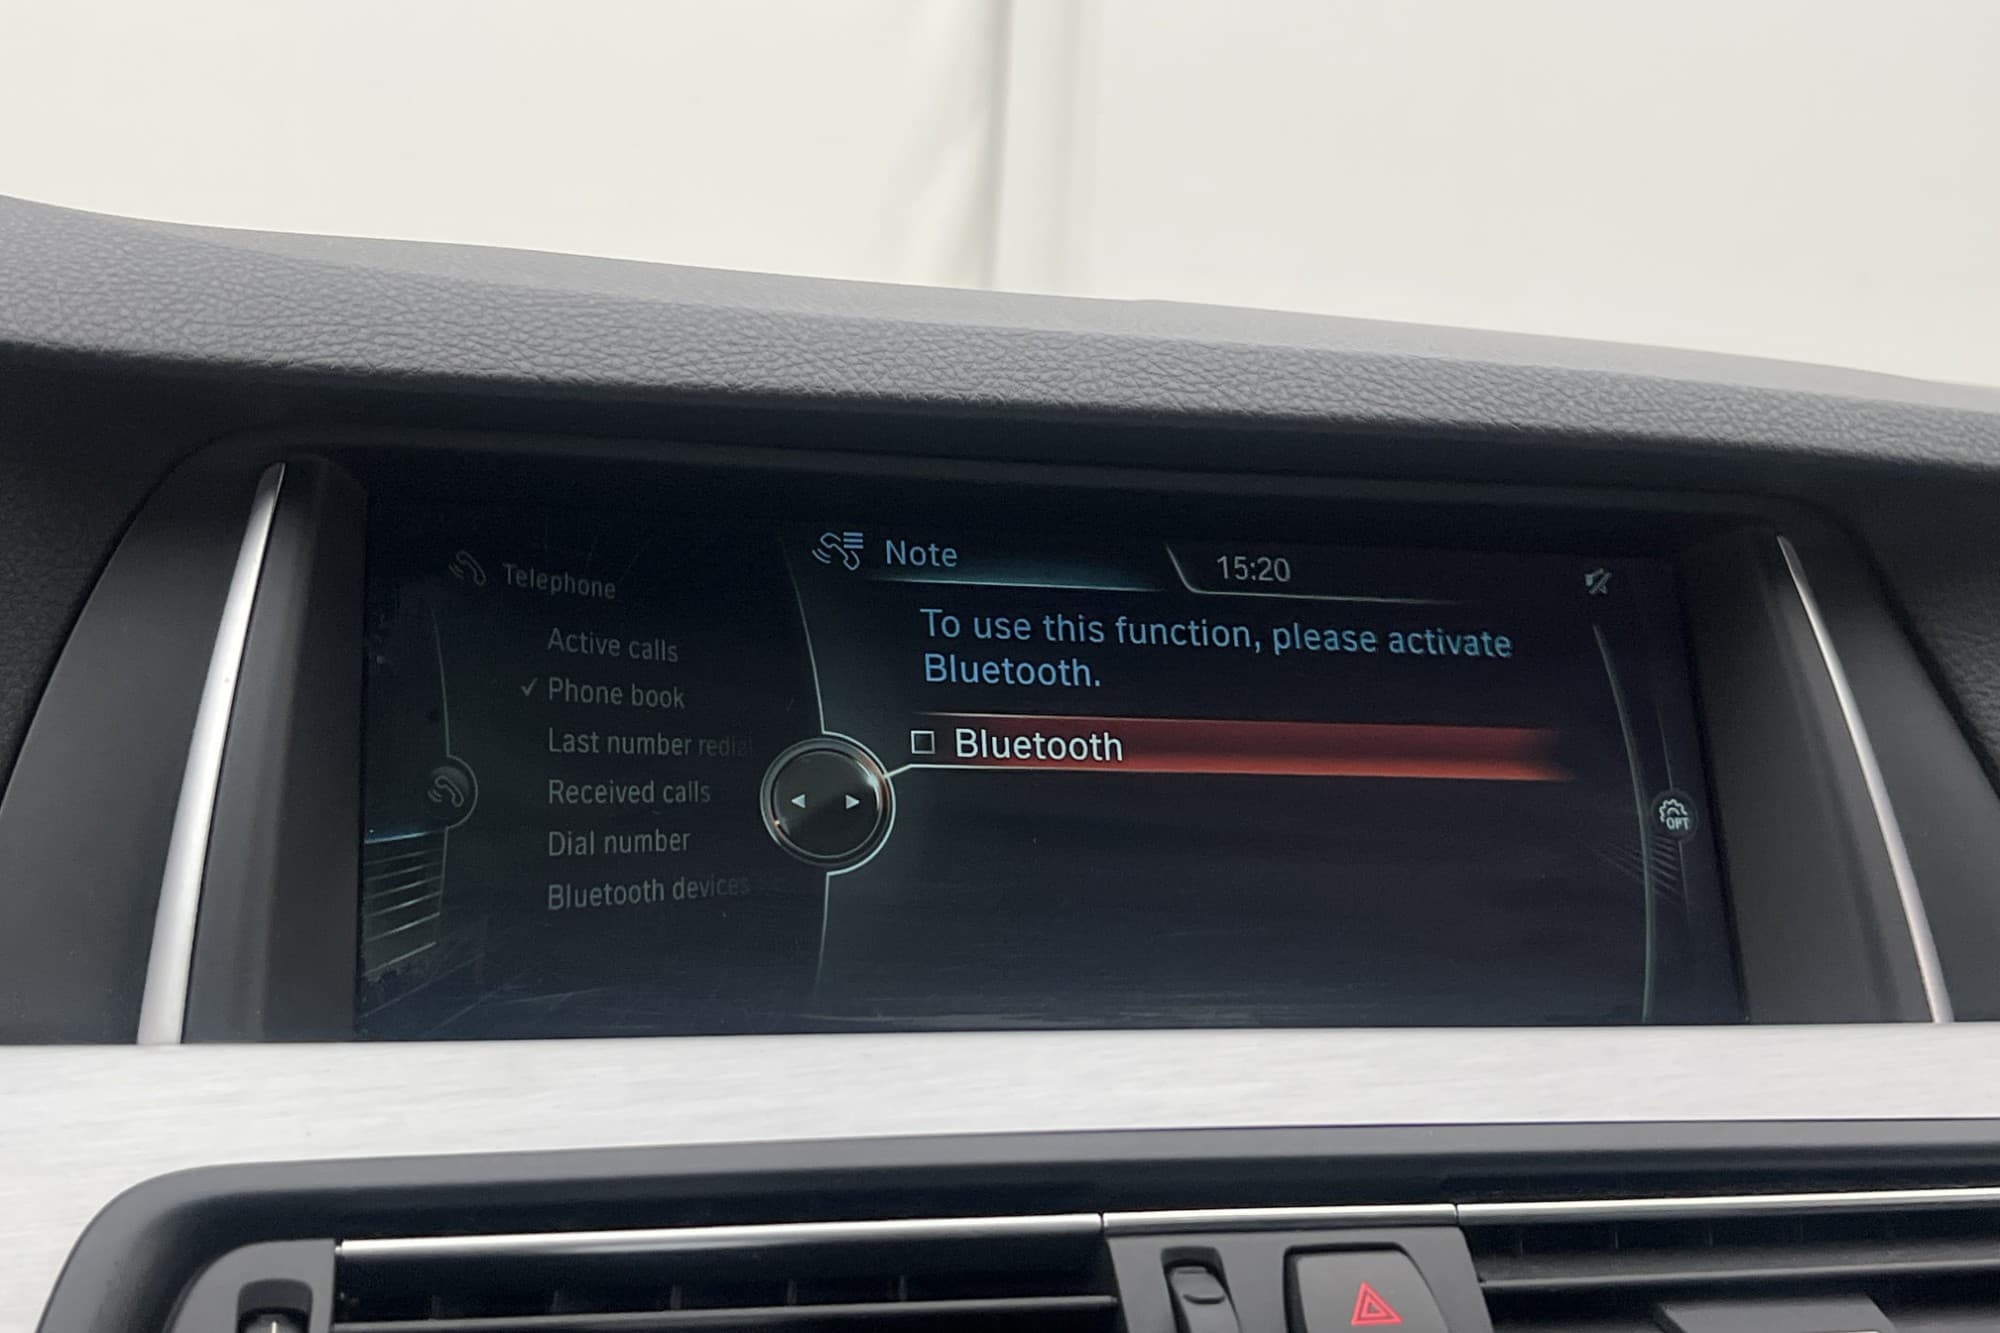 Telephone
Active calls
✓ Phone book
Last number redial
Received calls
Dial number
Bluetooth devices
Note
15:20
To use this function, please activate
Bluetooth.
Bluetooth
OPT